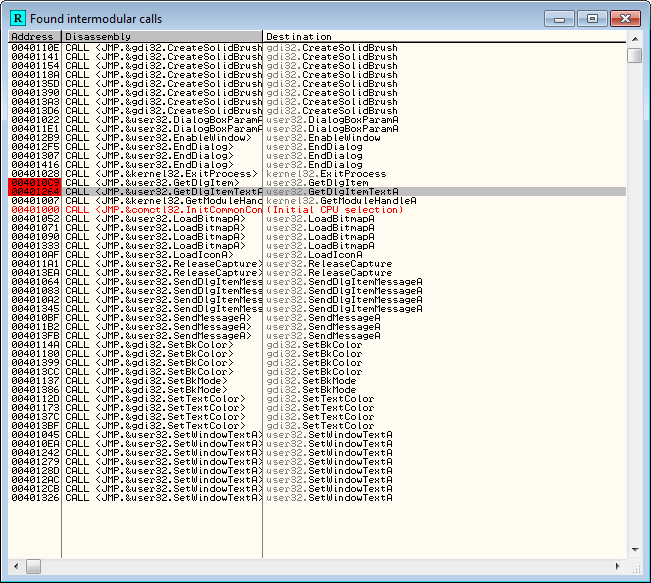 R Found intermodular calls
Address Disassembly Destination
0040110E CALL <JMP.&gdi32.CreateSolidBrush gdi32.CreateSolidBrush
00401141 CALL <JMP.&gdi32.CreateSolidBrush gdi32.CreateSolidBrush
00401154 CALL <JMP.&gdi32.CreateSolidBrush gdi32.CreateSolidBrush
0040118A CALL <JMP.&gdi32.CreateSolidBrush gdi32.CreateSolidBrush
0040135D CALL <JMP.&gdi32.CreateSolidBrush gdi32.CreateSolidBrush
00401390 CALL <JMP.&gdi32.CreateSolidBrush gdi32.CreateSolidBrush
004013A3 CALL <JMP.&gdi32.CreateSolidBrush gdi32.CreateSolidBrush
004013D6 CALL <JMP.&gdi32.CreateSolidBrush gdi32.CreateSolidBrush
00401022 CALL <JMP.&user32.DialogBoxParamA user32.DialogBoxParamA
004011E1 CALL <JMP.&user32.DialogBoxParamA user32.DialogBoxParamA
004012B9 CALL <JMP.&user32.EnableWindow> user32.EnableWindow
004012F5 CALL <JMP.&user32.EndDialog> user32.EndDialog
00401307 CALL <JMP.&user32.EndDialog> user32.EndDialog
00401416 CALL <JMP.&user32.EndDialog> user32.EndDialog
00401028 CALL <JMP.&kernel32.ExitProcess> kernel32.ExitProcess
004010C9 CALL <JMP.&user32.GetDlgItem> user32.GetDlgItem
00401264 CALL <JMP.&user32.GetDlgItemTextA user32.GetDlgItemTextA
00401007 CALL <JMP.&kernel32.GetModuleHand kernel32.GetModuleHandleA
00401000 CALL <JMP.&comctl32.InitCommonCon (Initial CPU selection)
00401052 CALL <JMP.&user32.LoadBitmapA> user32.LoadBitmapA
00401071 CALL <JMP.&user32.LoadBitmapA> user32.LoadBitmapA
00401090 CALL <JMP.&user32.LoadBitmapA> user32.LoadBitmapA
00401333 CALL <JMP.&user32.LoadBitmapA> user32.LoadBitmapA
004010AF CALL <JMP.&user32.LoadIconA> user32.LoadIconA
004011A1 CALL <JMP.&user32.ReleaseCapture> user32.ReleaseCapture
004013EA CALL <JMP.&user32.ReleaseCapture> user32.ReleaseCapture
00401064 CALL <JMP.&user32.SendDlgItemMess user32.SendDlgItemMessageA
00401083 CALL <JMP.&user32.SendDlgItemMess user32.SendDlgItemMessageA
004010A2 CALL <JMP.&user32.SendDlgItemMess user32.SendDlgItemMessageA
00401345 CALL <JMP.&user32.SendDlgItemMess user32.SendDlgItemMessageA
004010BF CALL <JMP.&user32.SendMessageA> user32.SendMessageA
004011B2 CALL <JMP.&user32.SendMessageA> user32.SendMessageA
004013FB CALL <JMP.&user32.SendMessageA> user32.SendMessageA
0040114A CALL <JMP.&gdi32.SetBkColor> gdi32.SetBkColor
00401180 CALL <JMP.&gdi32.SetBkColor> gdi32.SetBkColor
00401399 CALL <JMP.&gdi32.SetBkColor> gdi32.SetBkColor
004013CC CALL <JMP.&gdi32.SetBkColor> gdi32.SetBkColor
00401137 CALL <JMP.&gdi32.SetBkMode> gdi32.SetBkMode
00401386 CALL <JMP.&gdi32.SetBkMode> gdi32.SetBkMode
0040112D CALL <JMP.&gdi32.SetTextColor> gdi32.SetTextColor
00401173 CALL <JMP.&gdi32.SetTextColor> gdi32.SetTextColor
0040137C CALL <JMP.&gdi32.SetTextColor> gdi32.SetTextColor
004013BF CALL <JMP.&gdi32.SetTextColor> gdi32.SetTextColor
00401045 CALL <JMP.&user32.SetWindowTextA> user32.SetWindowTextA
004010EA CALL <JMP.&user32.SetWindowTextA> user32.SetWindowTextA
00401242 CALL <JMP.&user32.SetWindowTextA> user32.SetWindowTextA
00401279 CALL <JMP.&user32.SetWindowTextA> user32.SetWindowTextA
0040128D CALL <JMP.&user32.SetWindowTextA> user32.SetWindowTextA
004012AC CALL <JMP.&user32.SetWindowTextA> user32.SetWindowTextA
004012CB CALL <JMP.&user32.SetWindowTextA> user32.SetWindowTextA
00401326 CALL <JMP.&user32.SetWindowTextA> user32.SetWindowTextA